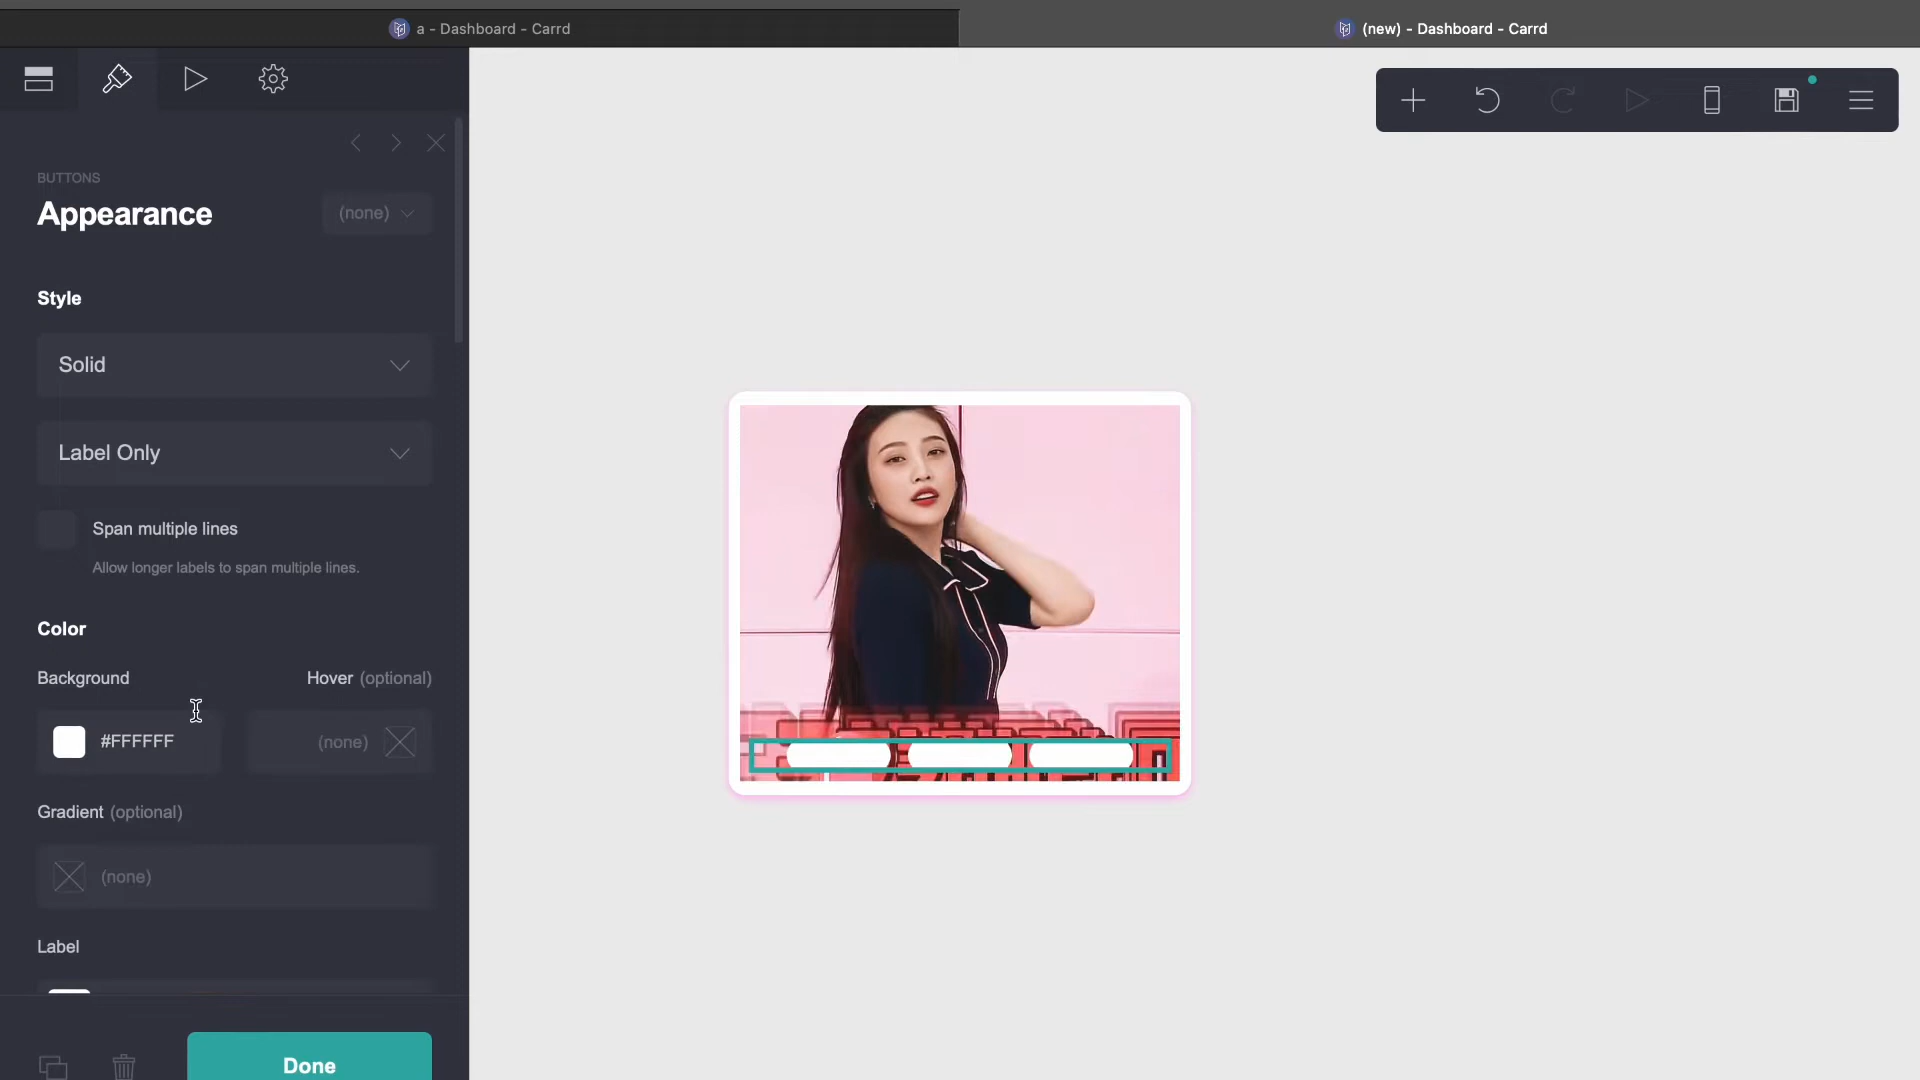 a - Dashboard - Carrd
(new) - Dashboard - Carrd
BUTTONS
Appearance
(none)
Style
Solid
Label Only
Span multiple lines
Allow longer labels to span multiple lines.
Color
Background
Hover (optional)
#FFFFFF
(none)
Gradient (optional)
(none)
Label
Done